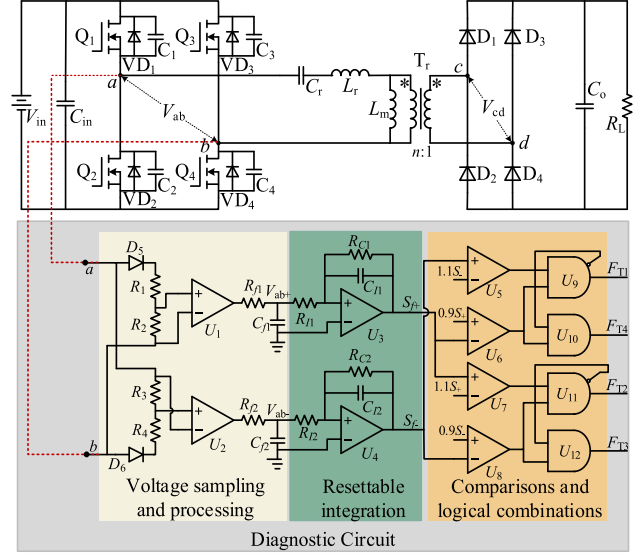 Q1 C1 Q3 C3
VD1 VD3
a Cr Lr Tr c D1 D3
* *
Vin Cin Vab Lm Vcd Co RL
b n:1 d
Q2 C2 Q4 C4 D2 D4
VD2 VD4
a D5 RC1
R1 Rf1 Vab+ CI1 1.1S- U5 U9 FT1
R2 U1 Cf1 RI1 U3 Sf+ 0.9S+ U6 U10 FT4
R3 Rf2 Vab- RC2 1.1S+ U7 U11 FT2
R4 U2 Cf2 RI2 CI2 U4 Sf- 0.9S- U8 U12 FT3
b D6
Voltage sampling
and processing
Resettable
integration
Comparisons and
logical combinations
Diagnostic Circuit